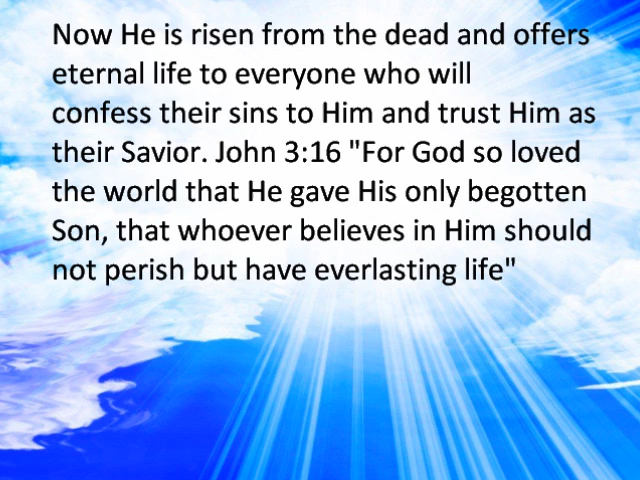 Now He is risen from the dead and offers
eternal life to everyone who will
confess their sins to Him and trust Him as
their Savior. John 3:16 "For God so loved
the world that He gave His only begotten
Son, that whoever believes in Him should
not perish but have everlasting life"